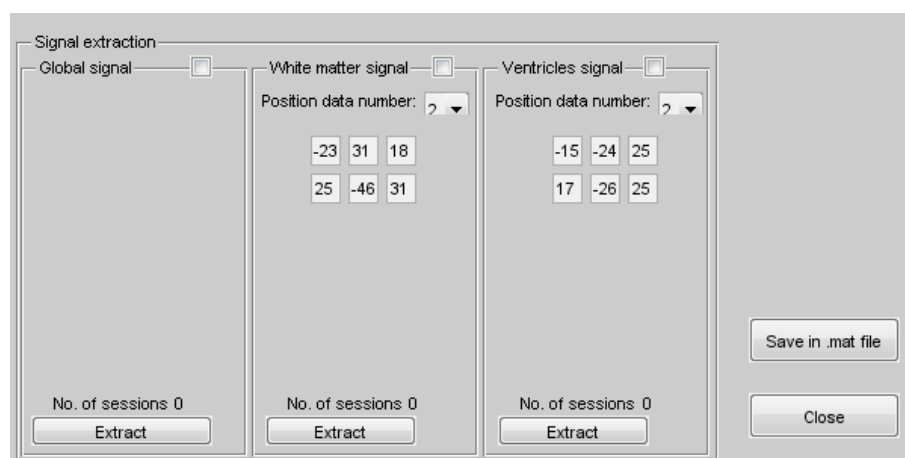 Signal extraction
Global signal
White matter signal
Ventricles signal
Position data number: 2
Position data number: 2
-23 31 18
-15 -24 25
25 -46 31
17 -26 25
Save in .mat file
No. of sessions 0
No. of sessions 0
No. of sessions 0
Close
Extract
Extract
Extract